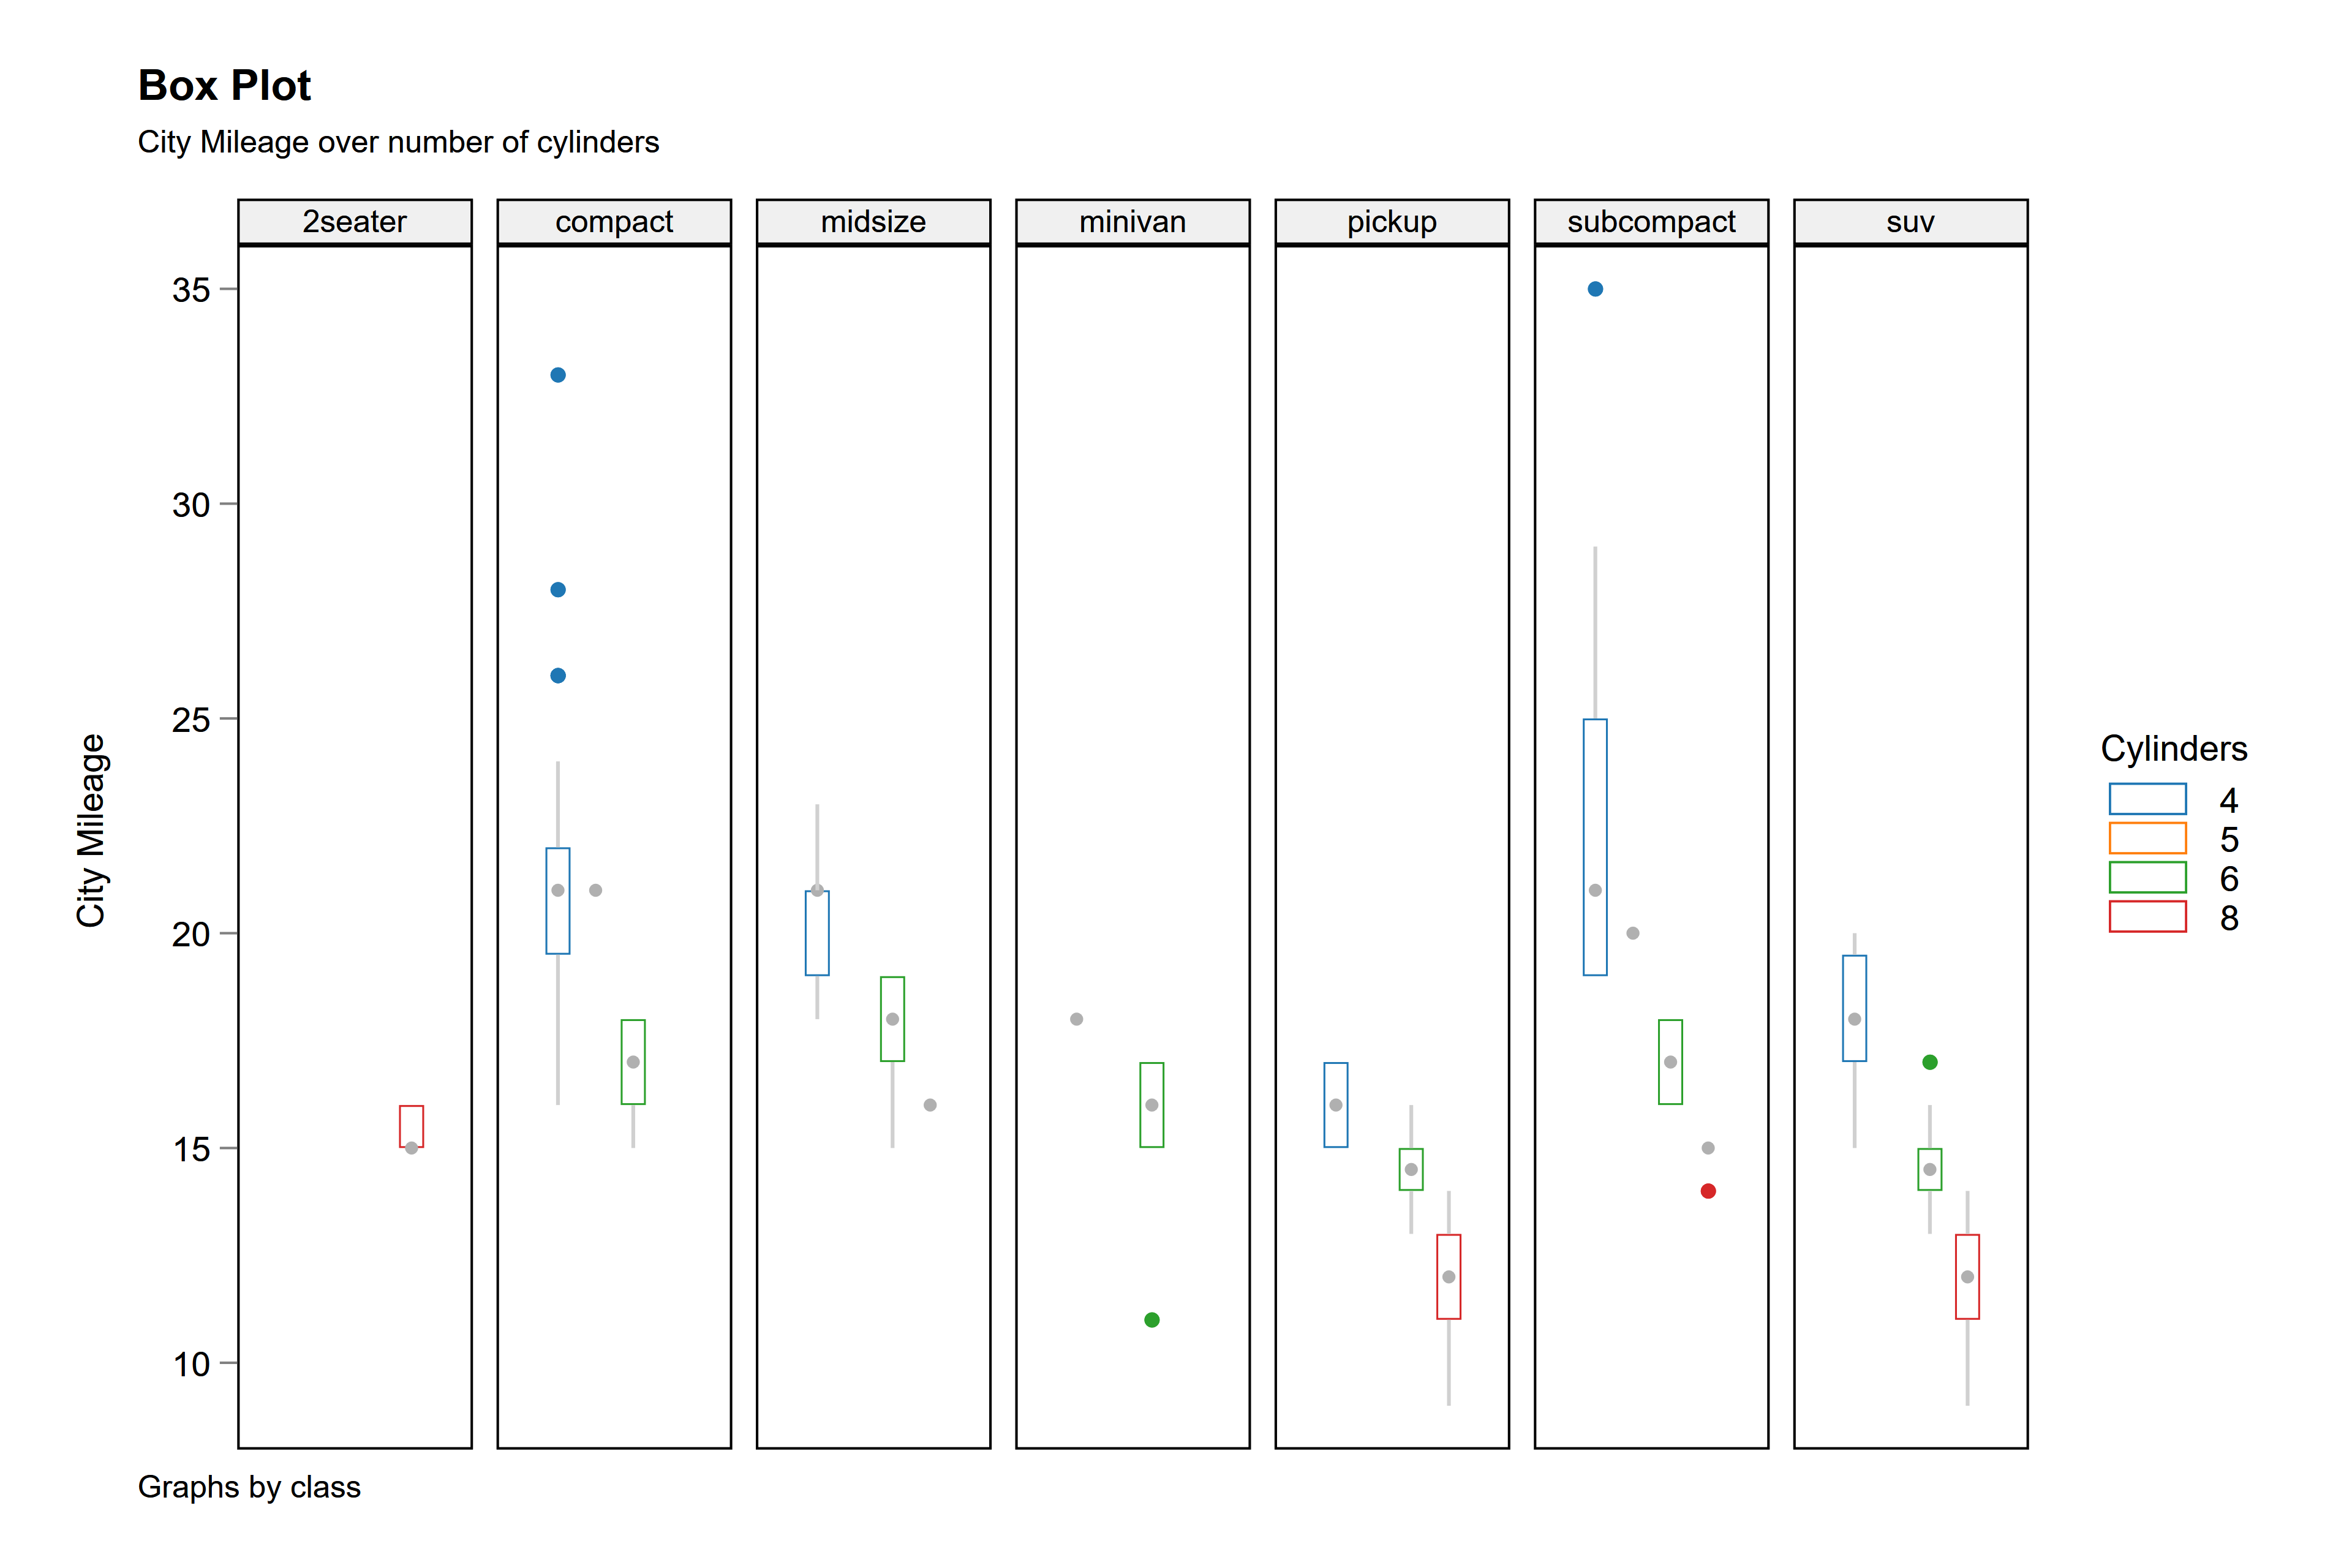 Box Plot
City Mileage over number of cylinders
2seater compact midsize minivan pickup subcompact suv
35
30
25
20
15
10
City Mileage
Cylinders
4
5
6
8
Graphs by class